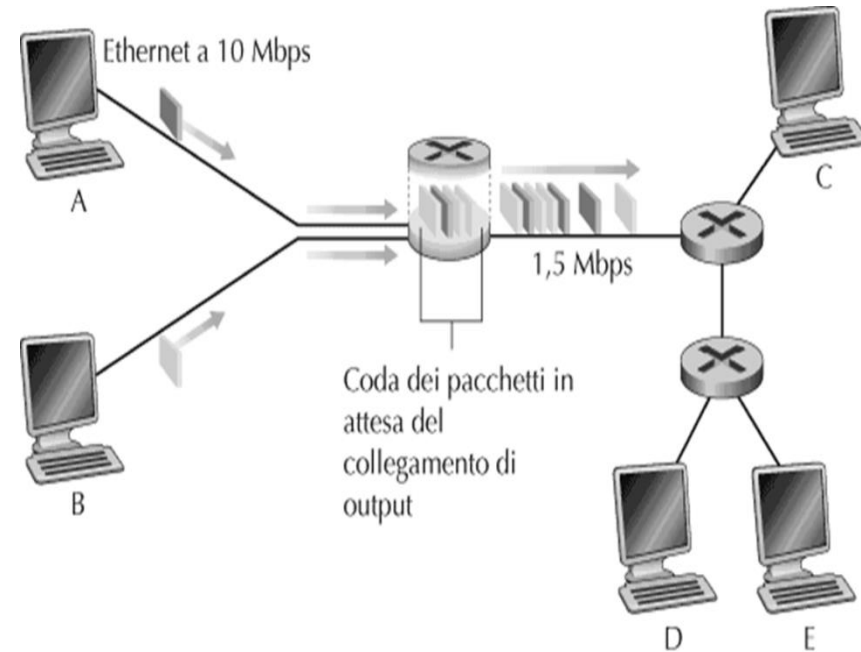 Ethernet a 10 Mbps
A
C
1,5 Mbps
Coda dei pacchetti in
attesa del
collegamento di
output
B
D
E